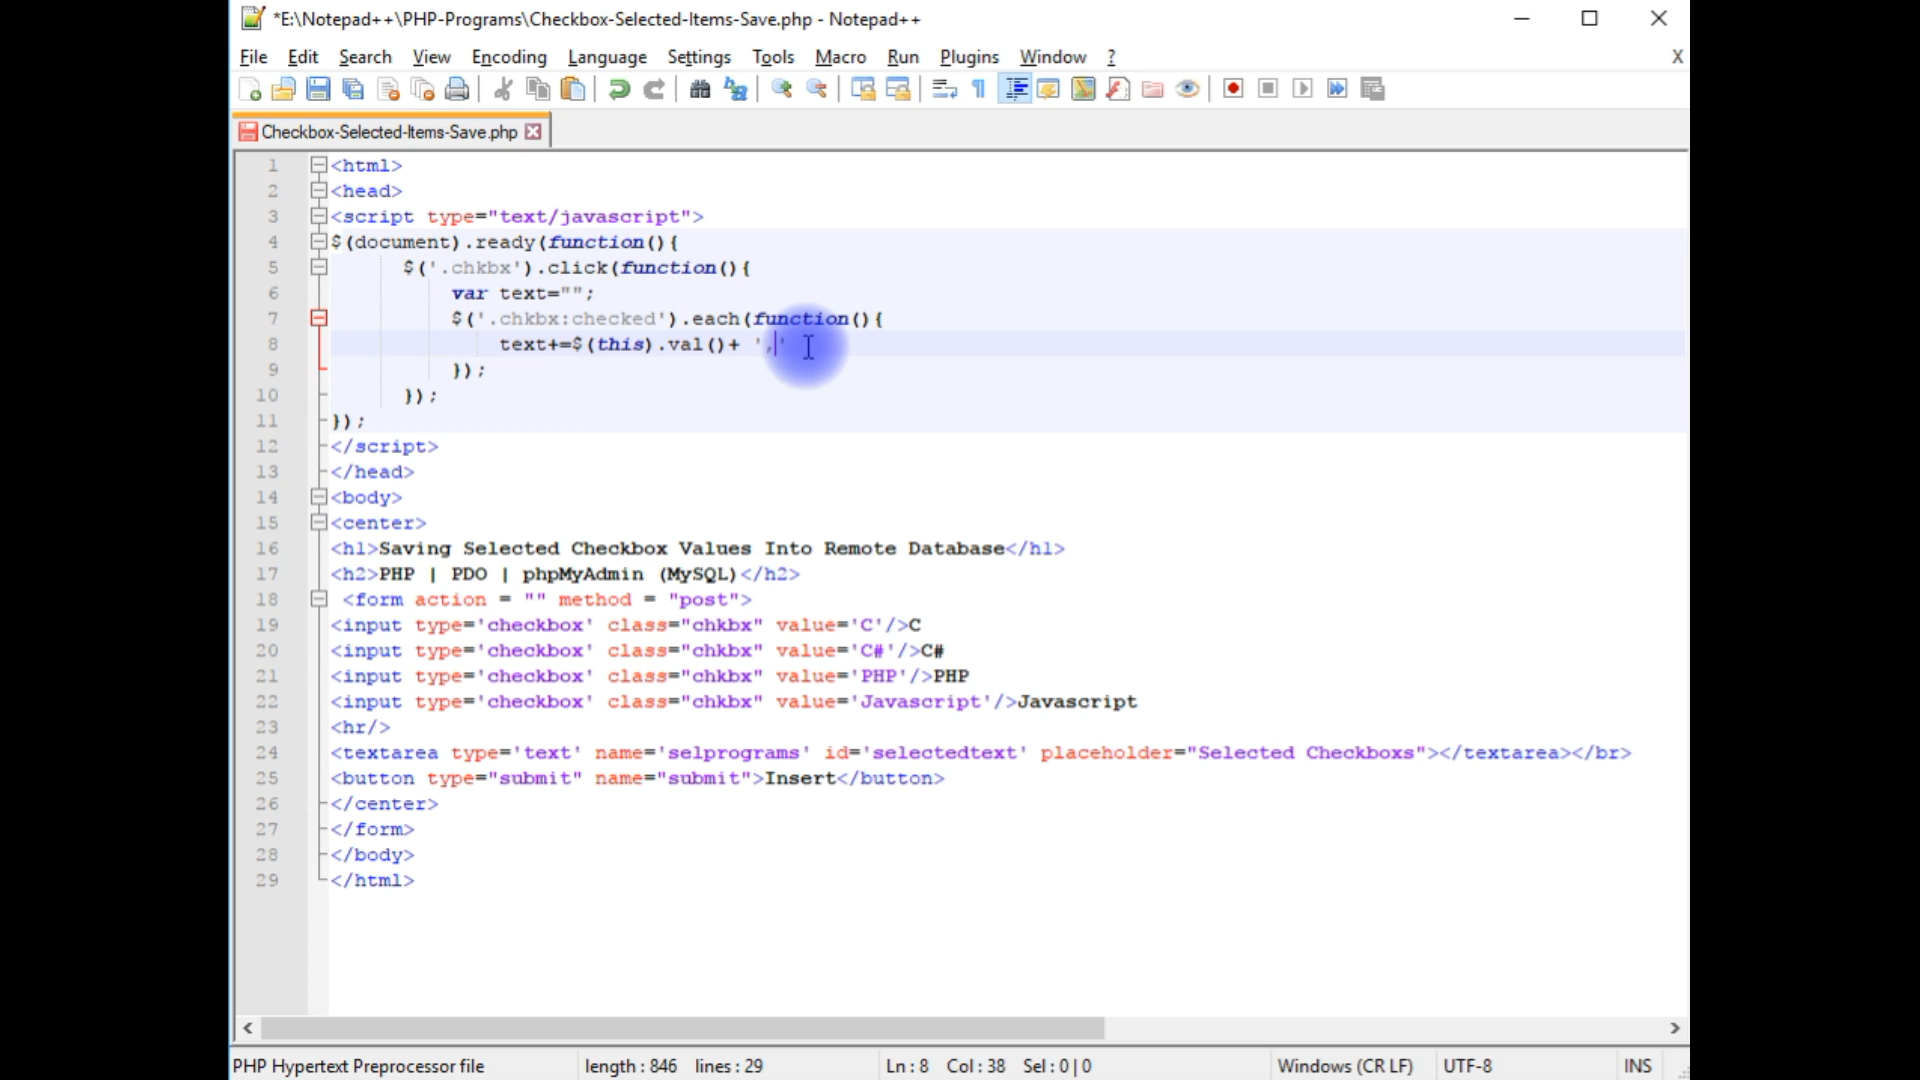 *E:\Notepad++\PHP-Programs\Checkbox-Selected-Items-Save.php - Notepad++
File Edit Search View Encoding Language Settings Tools Macro Run Plugins Window ? X
Checkbox-Selected-Items-Save.php
1 <html>
2 <head>
3 <script type="text/javascript">
4 $(document).ready(function(){
5 $('.chkbx').click(function(){
6 var text="";
7 $('.chkbx:checked').each(function(){
8 text+=$(this).val()+ ','
9 });
10 });
11 });
12 </script>
13 </head>
14 <body>
15 <center>
16 <h1>Saving Selected Checkbox Values Into Remote Database</h1>
17 <h2>PHP | PDO | phpMyAdmin (MySQL)</h2>
18 <form action = "" method = "post">
19 <input type='checkbox' class="chkbx" value='C'/>C
20 <input type='checkbox' class="chkbx" value='C#'/>C#
21 <input type='checkbox' class="chkbx" value='PHP'/>PHP
22 <input type='checkbox' class="chkbx" value='Javascript'/>Javascript
23 <hr/>
24 <textarea type='text' name='selprograms' id='selectedtext' placeholder="Selected Checkboxs"></textarea></br>
25 <button type="submit" name="submit">Insert</button>
26 </center>
27 </form>
28 </body>
29 </html>
PHP Hypertext Preprocessor file length : 846 lines : 29 Ln : 8 Col : 38 Sel : 0 | 0 Windows (CR LF) UTF-8 INS